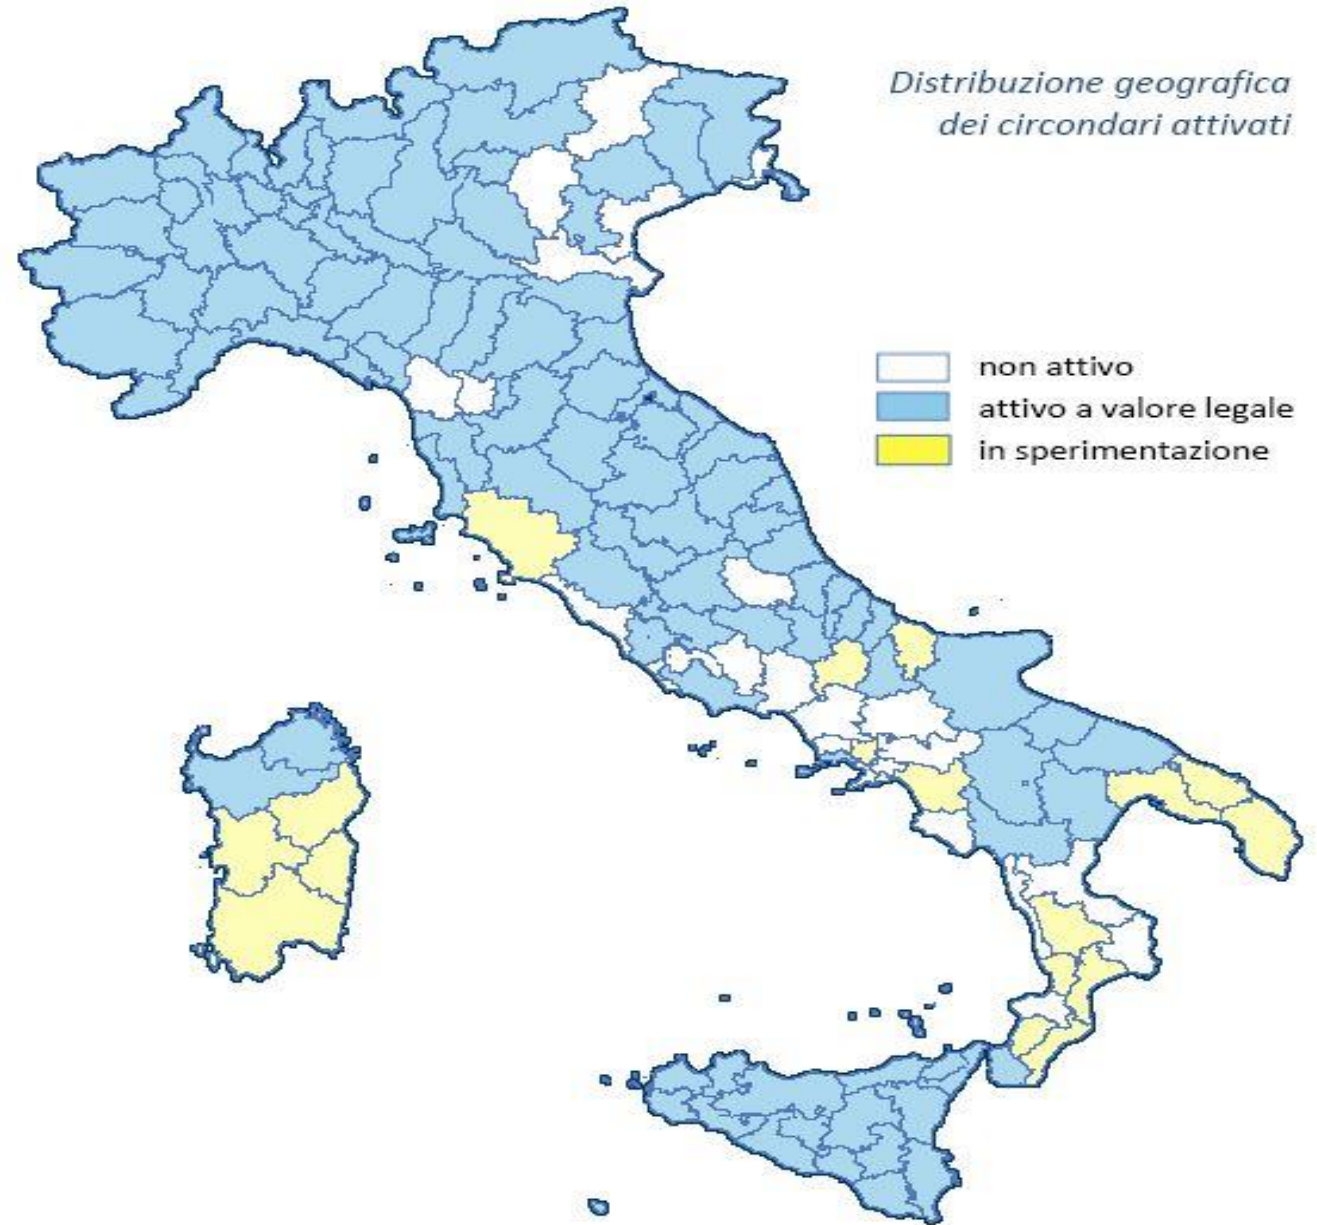 Distribuzione geografica
dei circondari attivati
non attivo
attivo a valore legale
in sperimentazione